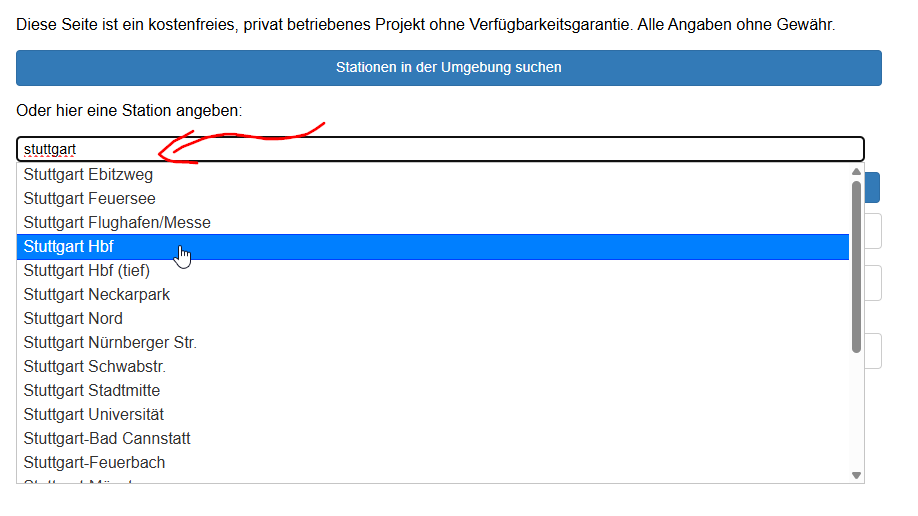 Diese Seite ist ein kostenfreies, privat betriebenes Projekt ohne Verfügbarkeitsgarantie. Alle Angaben ohne Gewähr.
Stationen in der Umgebung suchen
Oder hier eine Station angeben:
stuttgart
Stuttgart Ebitzweg
Stuttgart Feuersee
Stuttgart Flughafen/Messe
Stuttgart Hbf
Stuttgart Hbf (tief)
Stuttgart Neckarpark
Stuttgart Nord
Stuttgart Nürnberger Str.
Stuttgart Schwabstr.
Stuttgart Stadtmitte
Stuttgart Universität
Stuttgart-Bad Cannstatt
Stuttgart-Feuerbach